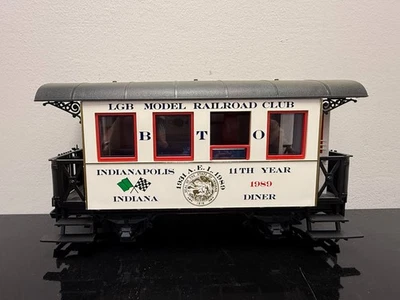 LGB MODEL RAILROAD CLUB
B T O
INDIANAPOLIS 11TH YEAR
1989
INDIANA DINER